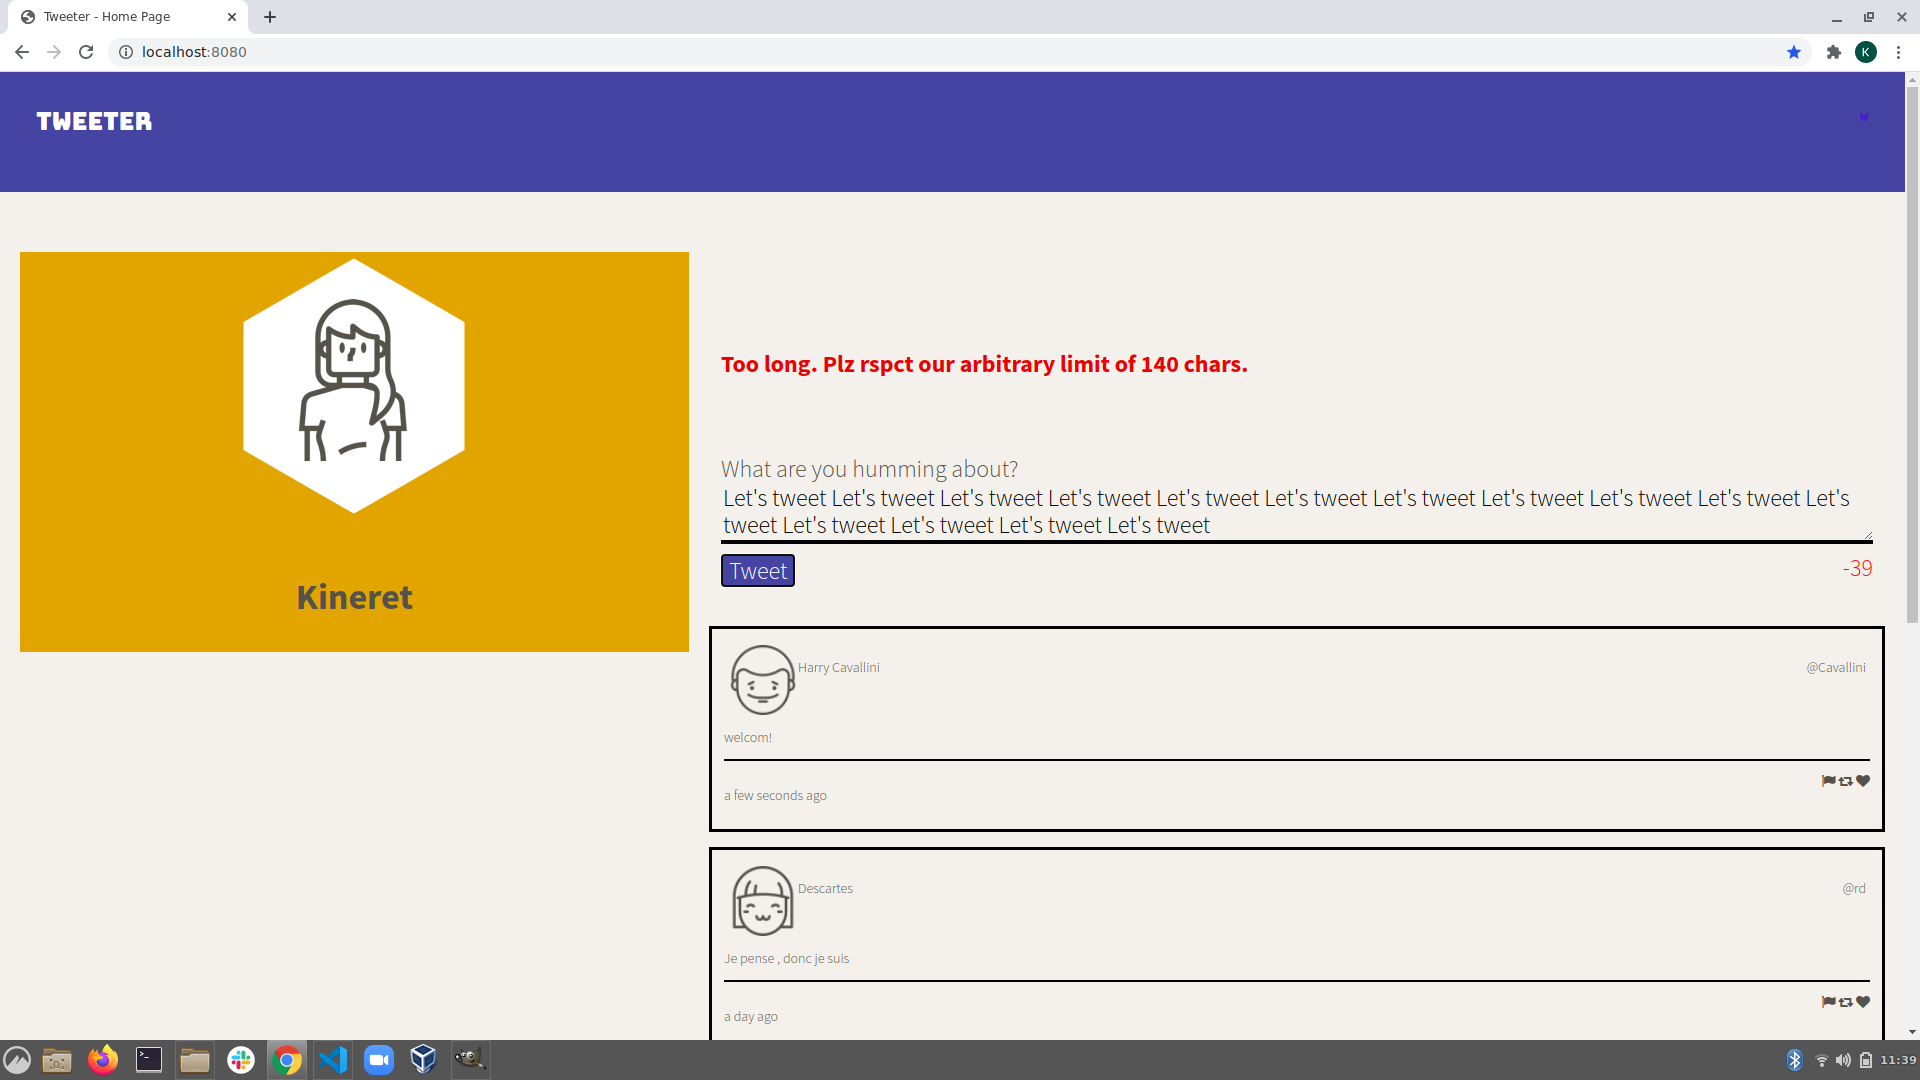 Tweeter - Home Page
localhost:8080
K
TWEETER
Too long. Plz rspct our arbitrary limit of 140 chars.
What are you humming about?
Let's tweet Let's tweet Let's tweet Let's tweet Let's tweet Let's tweet Let's tweet Let's tweet Let's tweet Let's tweet Let's
tweet Let's tweet Let's tweet Let's tweet Let's tweet
Tweet
-39
Kineret
Harry Cavallini
@Cavallini
welcom!
a few seconds ago
Descartes
@rd
Je pense , donc je suis
a day ago
11:39